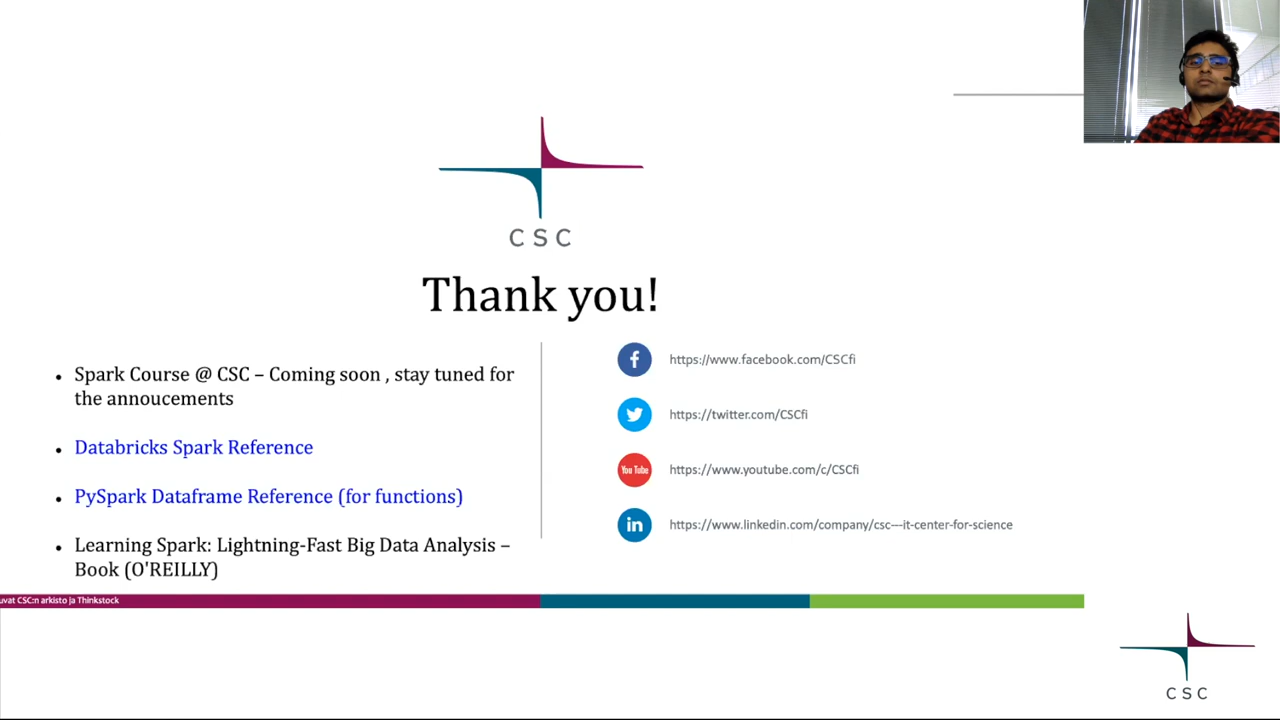 CSC
Thank you!
• Spark Course @ CSC – Coming soon , stay tuned for
the annoucements
• Databricks Spark Reference
• PySpark Dataframe Reference (for functions)
• Learning Spark: Lightning-Fast Big Data Analysis –
Book (O'REILLY)
f https://www.facebook.com/CSCfi
https://twitter.com/CSCfi
You Tube https://www.youtube.com/c/CSCfi
in https://www.linkedin.com/company/csc---it-center-for-science
uvat CSC:n arkisto ja Thinkstock
CSC